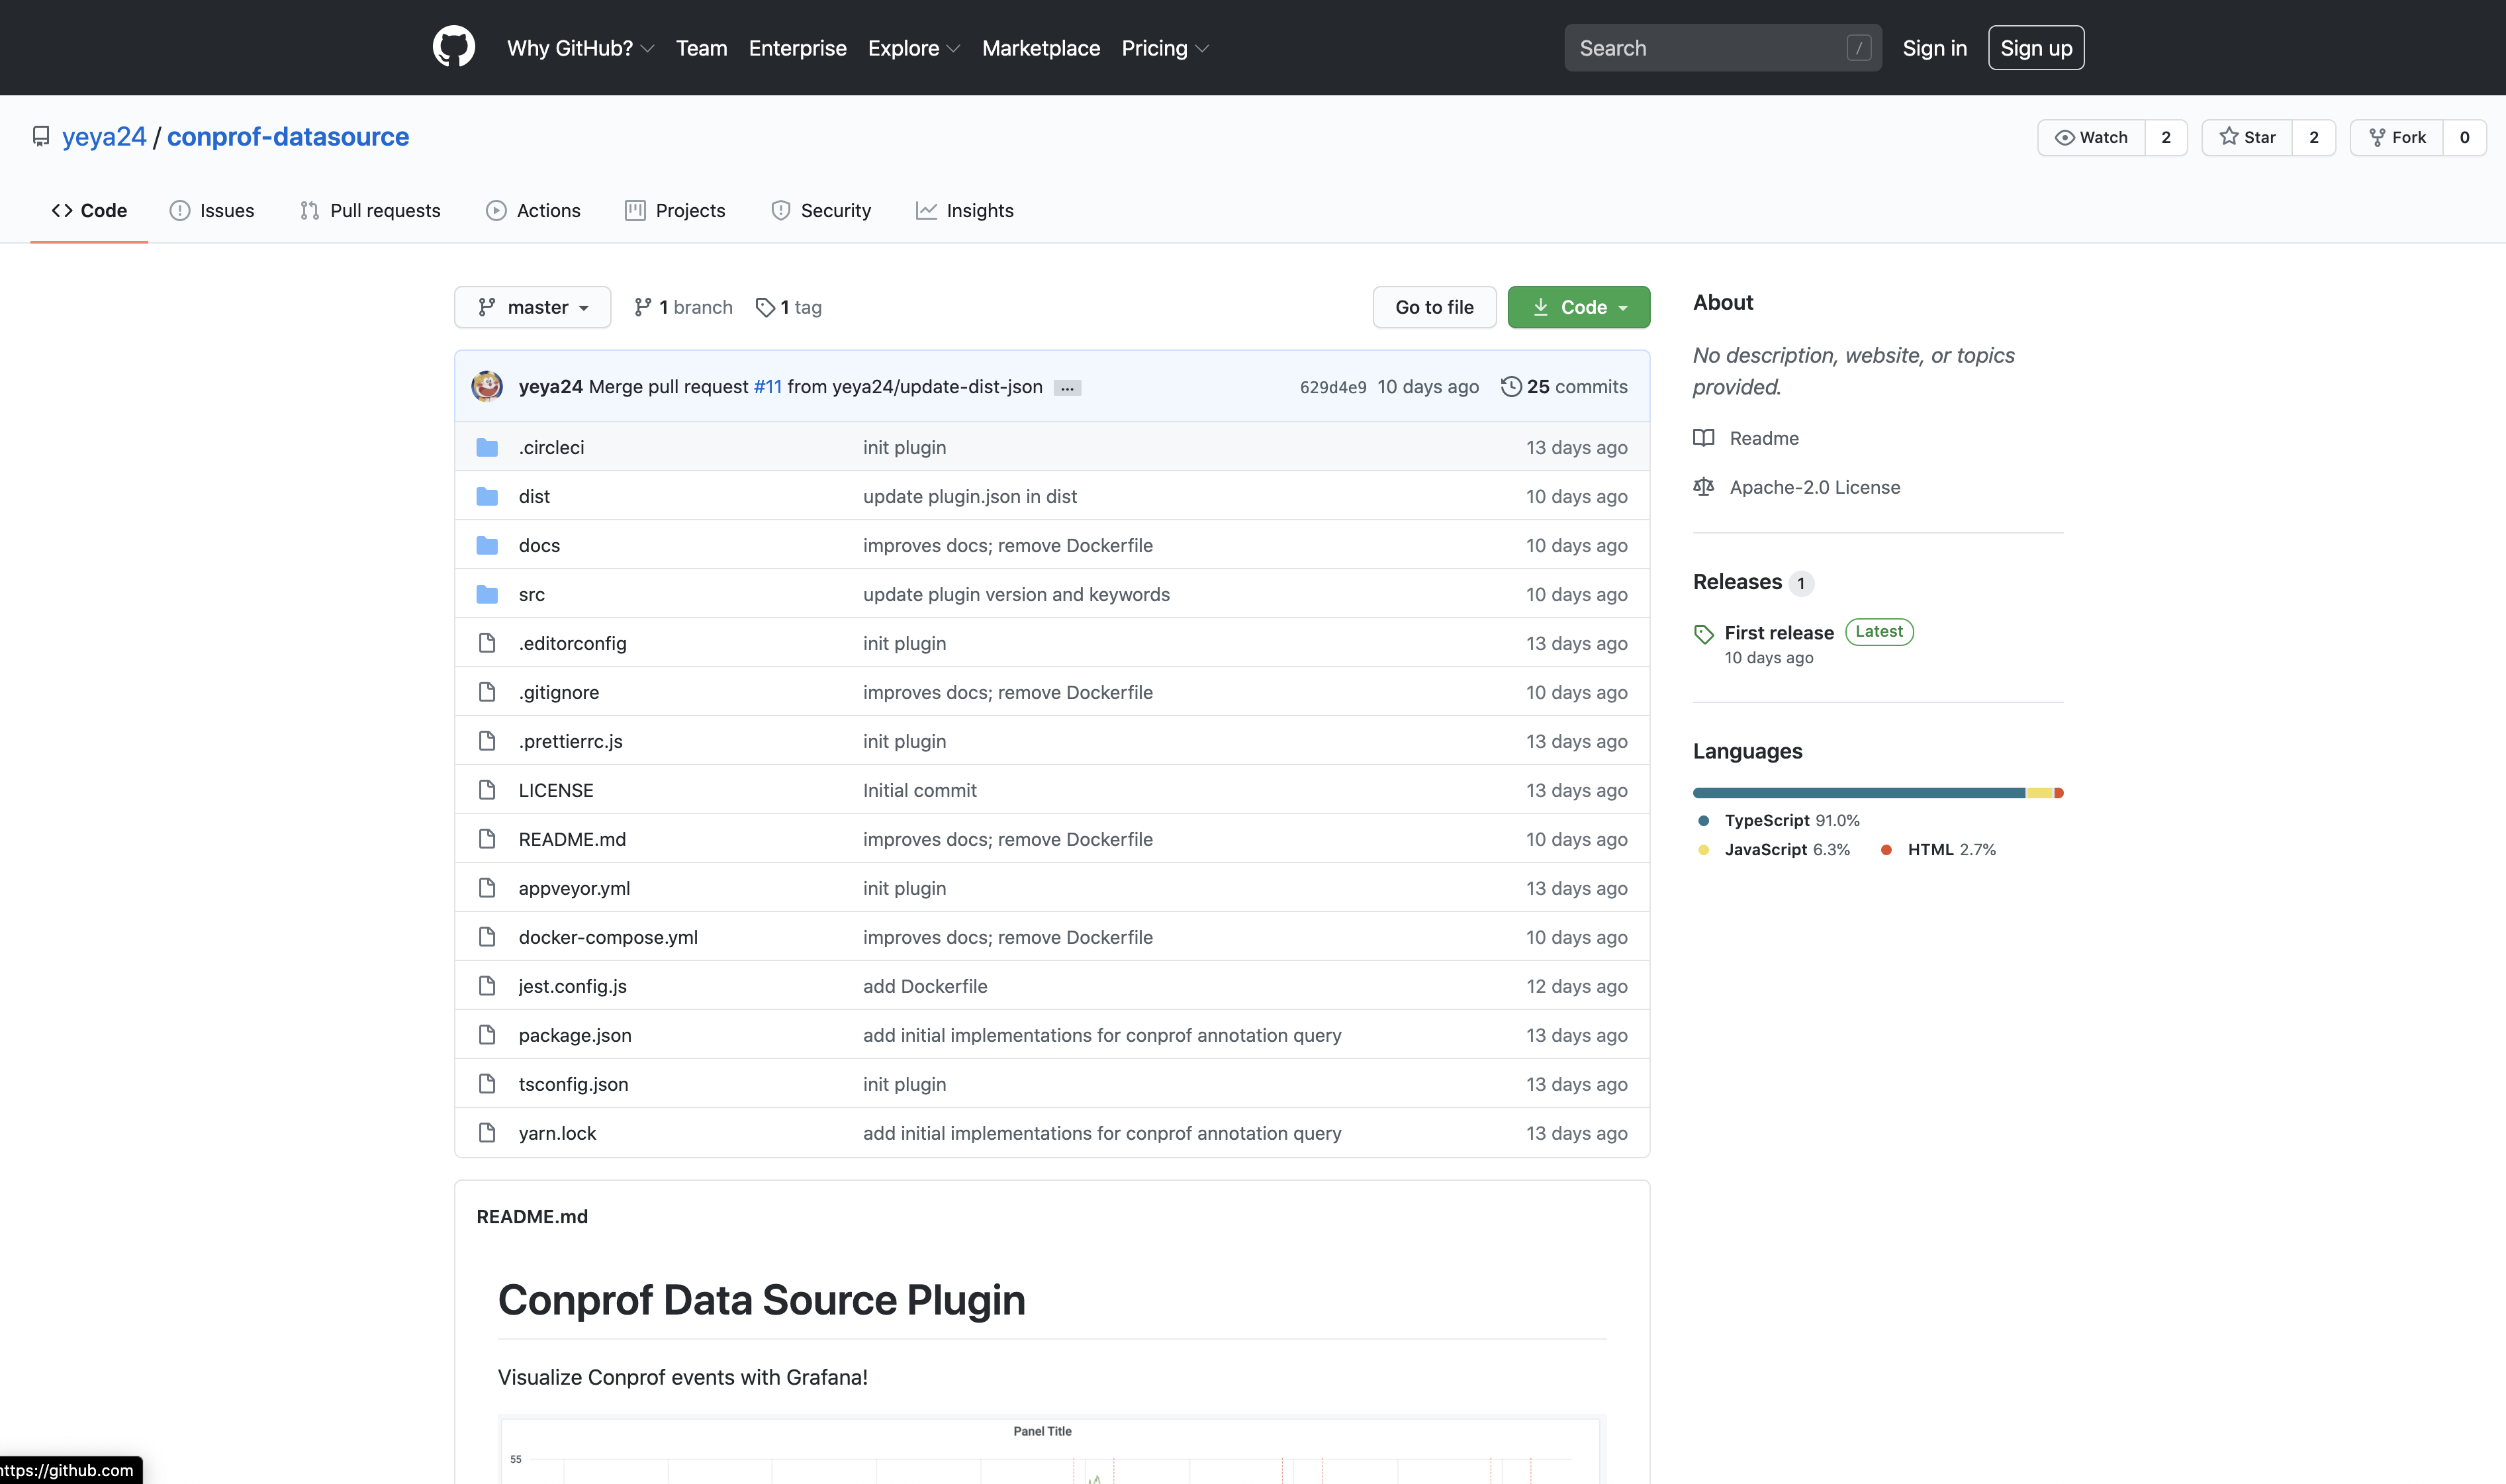 Why GitHub? Team Enterprise Explore Marketplace Pricing Search / Sign in Sign up
yeya24 / conprof-datasource Watch 2 Star 2 Fork 0
Code Issues Pull requests Actions Projects Security Insights
master 1 branch 1 tag Go to file Code
yeya24 Merge pull request #11 from yeya24/update-dist-json ... 629d4e9 10 days ago 25 commits
.circleci init plugin 13 days ago
dist update plugin.json in dist 10 days ago
docs improves docs; remove Dockerfile 10 days ago
src update plugin version and keywords 10 days ago
.editorconfig init plugin 13 days ago
.gitignore improves docs; remove Dockerfile 10 days ago
.prettierrc.js init plugin 13 days ago
LICENSE Initial commit 13 days ago
README.md improves docs; remove Dockerfile 10 days ago
appveyor.yml init plugin 13 days ago
docker-compose.yml improves docs; remove Dockerfile 10 days ago
jest.config.js add Dockerfile 12 days ago
package.json add initial implementations for conprof annotation query 13 days ago
tsconfig.json init plugin 13 days ago
yarn.lock add initial implementations for conprof annotation query 13 days ago
README.md
Conprof Data Source Plugin
Visualize Conprof events with Grafana!
Panel Title
55
About
No description, website, or topics
provided.
Readme
Apache-2.0 License
Releases 1
First release Latest
10 days ago
Languages
TypeScript 91.0%
JavaScript 6.3% HTML 2.7%
https://github.com